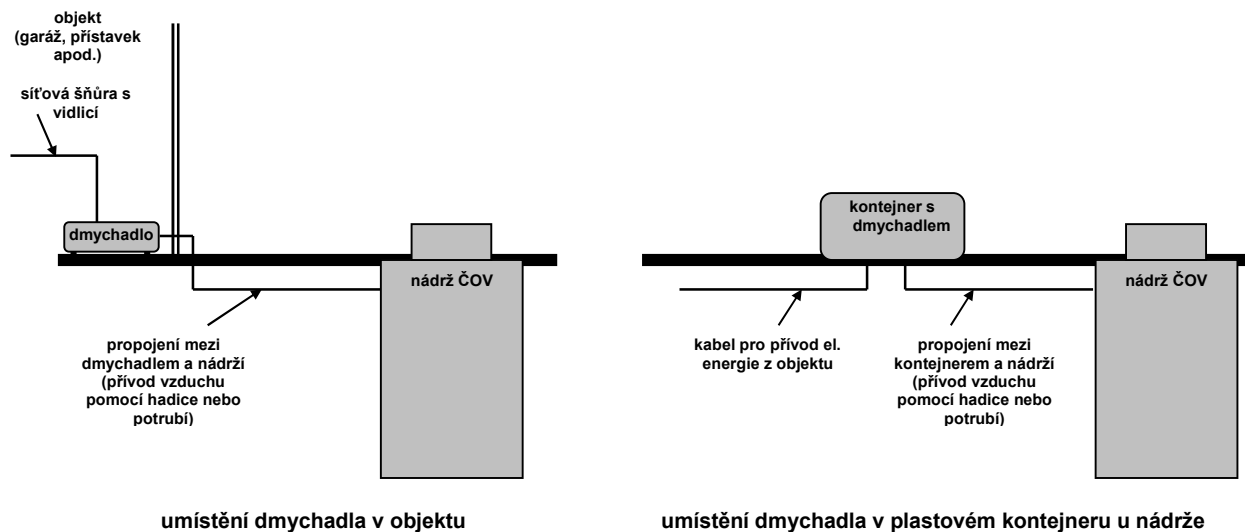 objekt
(garáž, přístavek
apod.)
síťová šňůra s
vidlicí
dmychadlo
nádrž ČOV
propojení mezi
dmychadlem a nádrží
(přívod vzduchu
pomocí hadice nebo
potrubí)
umístění dmychadla v objektu
kontejner s
dmychadlem
nádrž ČOV
kabel pro přívod el.
energie z objektu
propojení mezi
kontejnerem a nádrží
(přívod vzduchu
pomocí hadice nebo
potrubí)
umístění dmychadla v plastovém kontejneru u nádrže